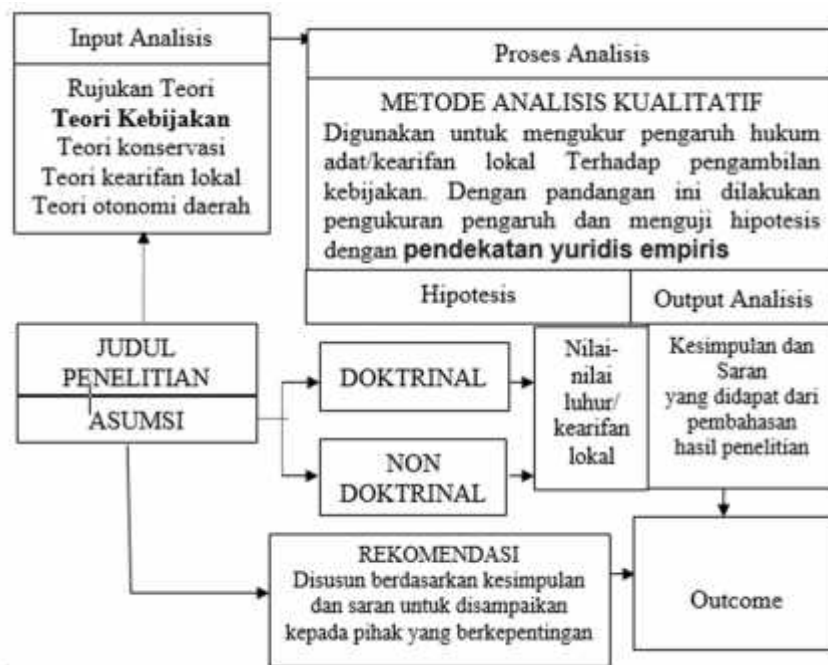 Input Analisis
Rujukan Teori
Teori Kebijakan
Teori konservasi
Teori kearifan lokal
Teori otonomi daerah
Proses Analisis
METODE ANALISIS KUALITATIF
Digunakan untuk mengukur pengaruh hukum
adat/kearifan lokal Terhadap pengambilan
kebijakan. Dengan pandangan ini dilakukan
pengukuran pengaruh dan menguji hipotesis
dengan pendekatan yuridis empiris
Hipotesis
Output Analisis
JUDUL
PENELITIAN
ASUMSI
DOKTRINAL
NON
DOKTRINAL
Nilai-
nilai
luhur/
kearifan
lokal
Kesimpulan dan
Saran
yang didapat dari
pembahasan
hasil penelitian
REKOMENDASI
Disusun berdasarkan kesimpulan
dan saran untuk disampaikan
kepada pihak yang berkepentingan
Outcome